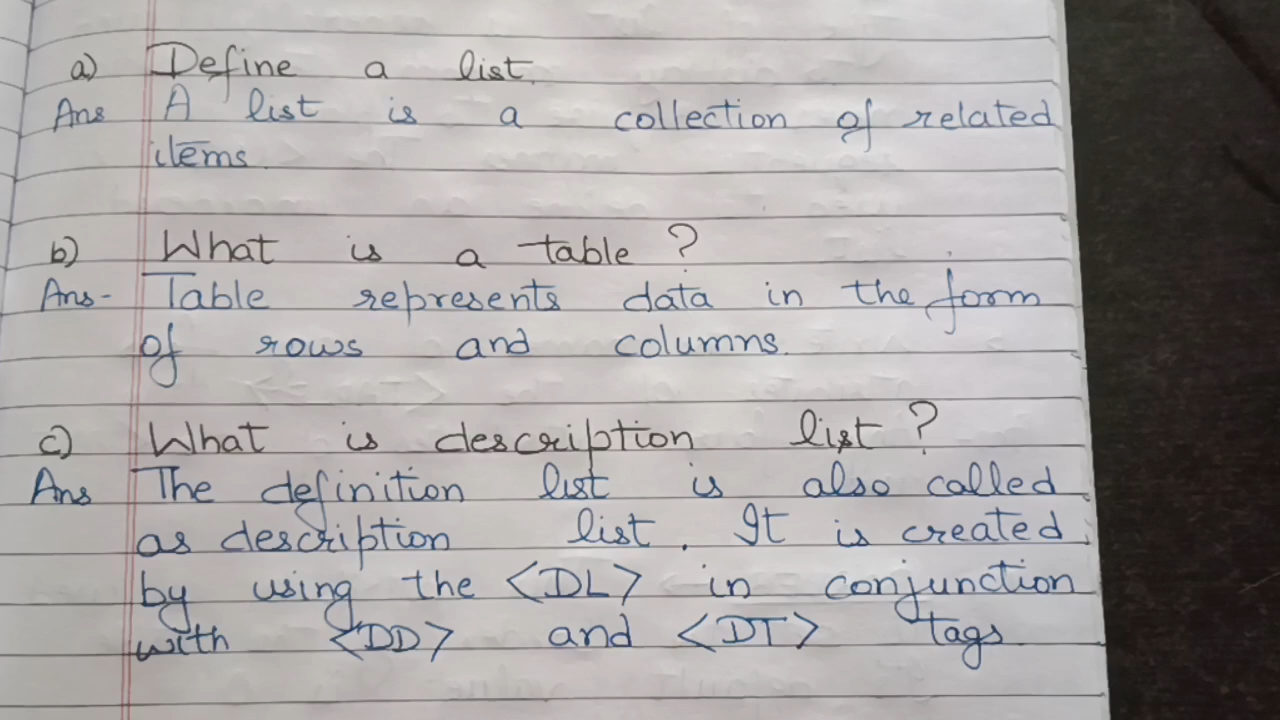 a) Define a list.
Ans A list is a collection of related
items.
b) What is a table ?
Ans- Table represents data in the form
of rows and columns.
c) What is description list ?
Ans The definition list is also called
as description list. It is created
by using the <DL> in conjunction
with <DD> and <DT> tags